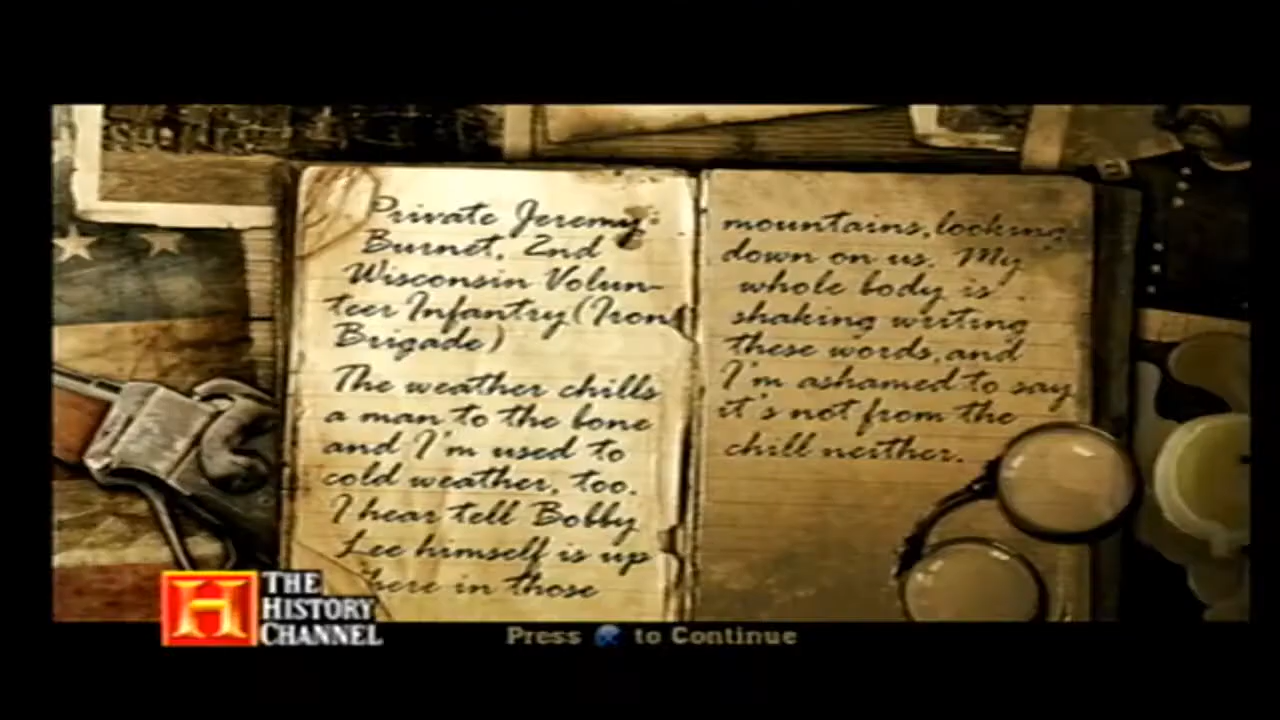 Private Jeremy
Burnet, 2nd
Wisconsin Volun-
teer Infantry (Iron
Brigade)
The weather chills
a man to the bone
and I'm used to
cold weather, too.
I hear tell Bobby
Lee himself is up
here in those
mountains, looking
down on us. My
whole body is
shaking writing
these words, and
I'm ashamed to say
it's not from the
chill neither.
H
THE
HISTORY
CHANNEL
Press X to Continue